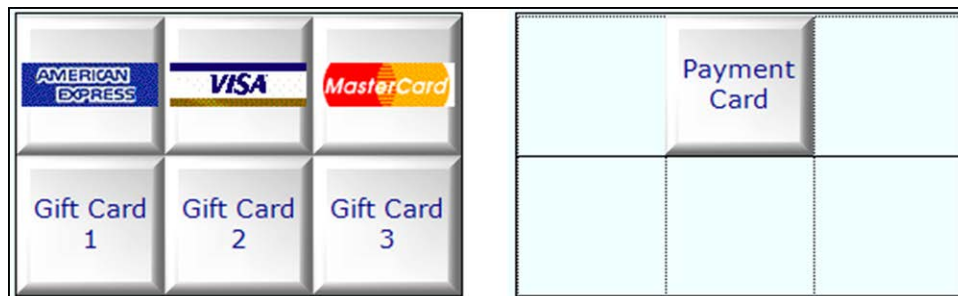 AMERICAN
EXPRESS
VISA
MasterCard
Gift Card
1
Gift Card
2
Gift Card
3
Payment
Card